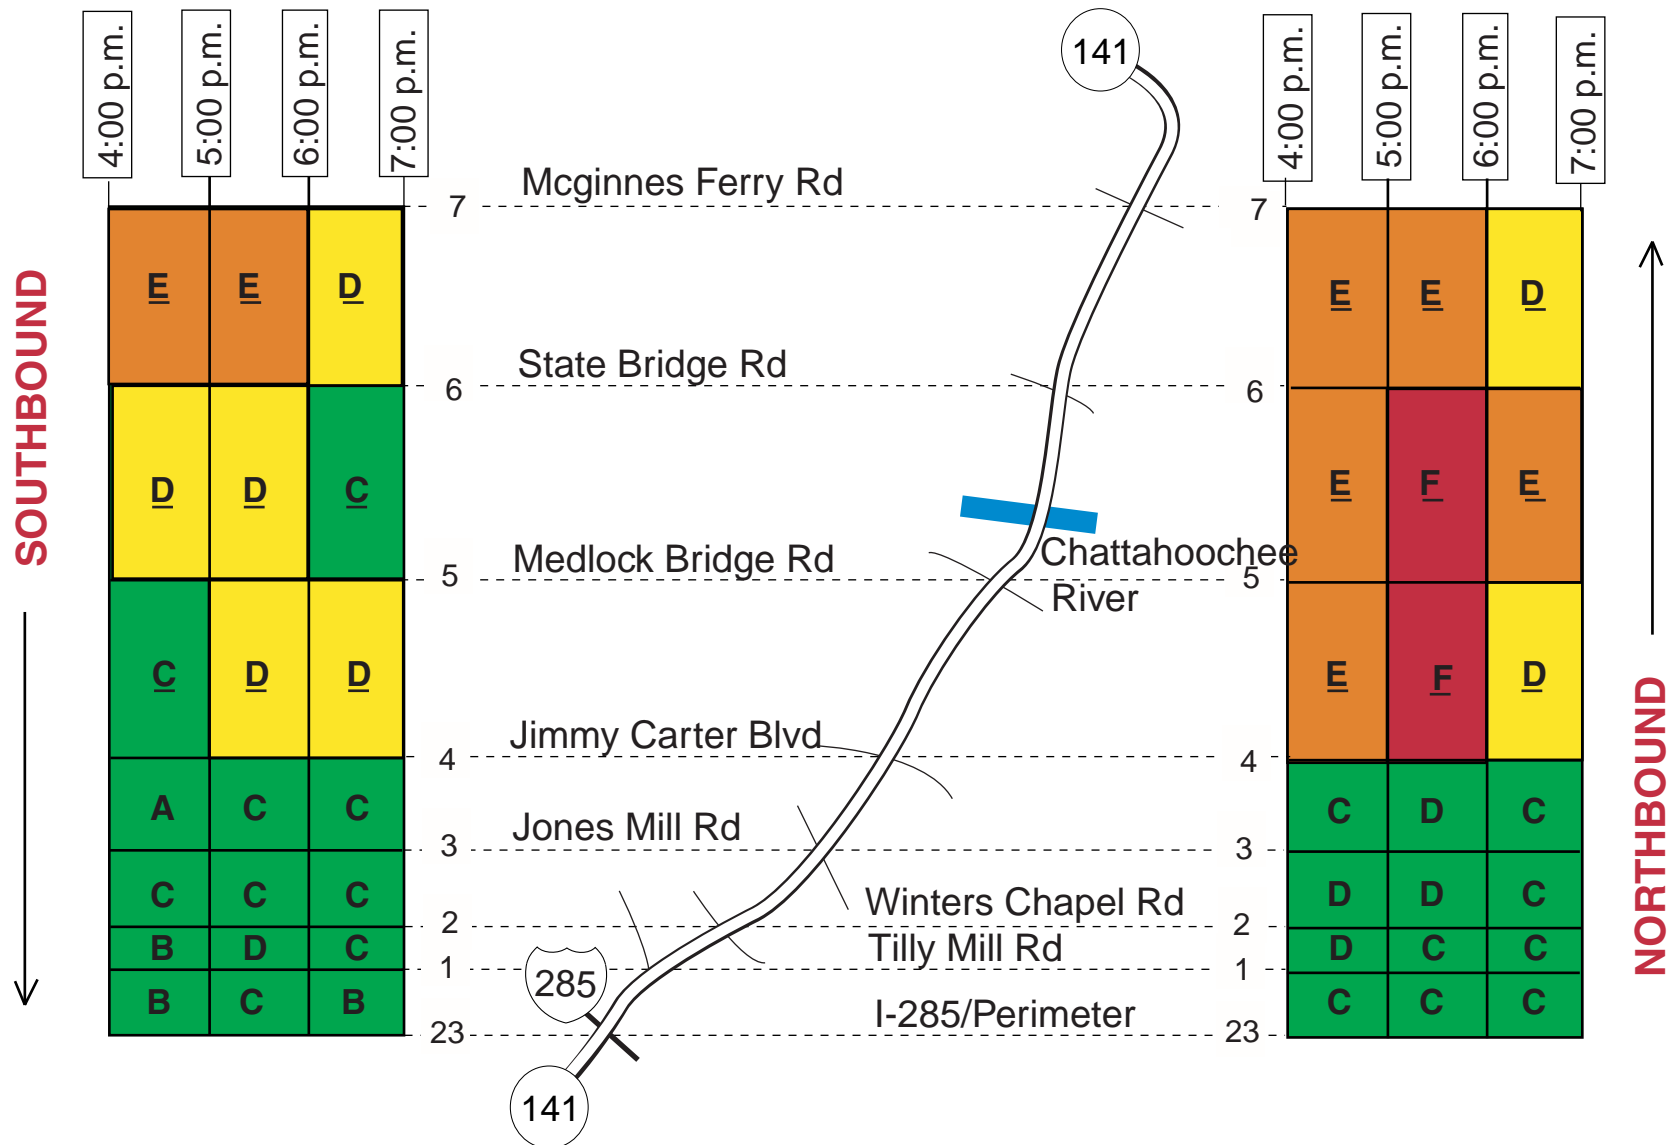 4:00 p.m.
5:00 p.m.
6:00 p.m.
7:00 p.m.
141
4:00 p.m.
5:00 p.m.
6:00 p.m.
7:00 p.m.
7
Mcginnes Ferry Rd
7
E E D
E E D
SOUTHBOUND
6
State Bridge Rd
6
D D C
E F E
5
Medlock Bridge Rd
Chattahoochee
River
5
C D D
E F D
NORTHBOUND
4
Jimmy Carter Blvd
4
A C C
C D C
3
Jones Mill Rd
3
C C C
D D C
2
Winters Chapel Rd
2
B D C
D C C
1
Tilly Mill Rd
1
B C B
285
C C C
23
I-285/Perimeter
23
141